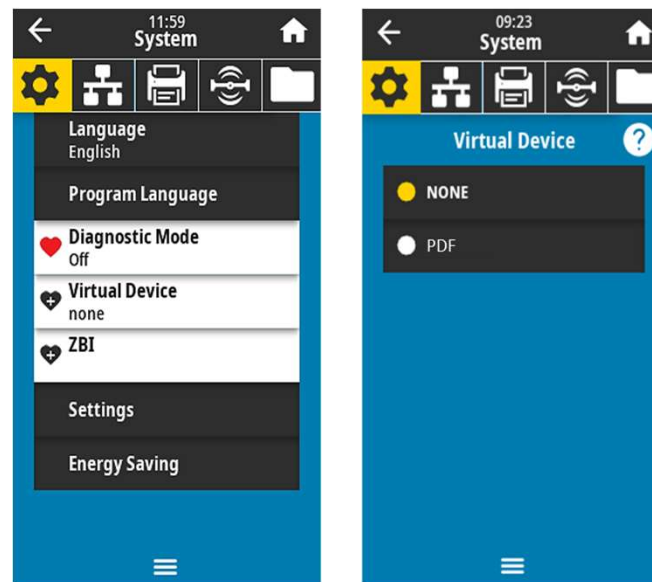 11:59
System
Language
English
Program Language
Diagnostic Mode
Off
Virtual Device
none
ZBI
Settings
Energy Saving
09:23
System
Virtual Device
?
NONE
PDF